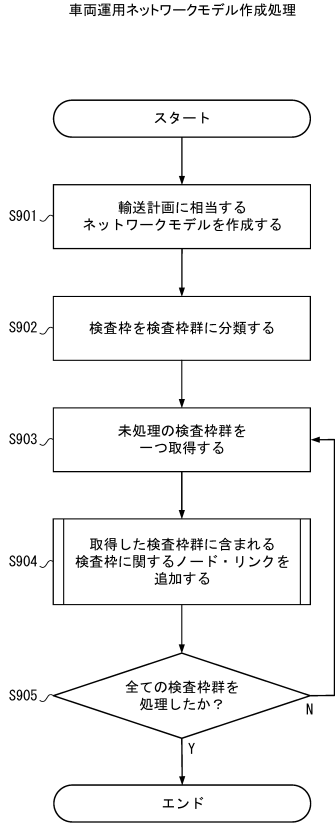 車両運用ネットワークモデル作成処理
スタート
S901
輸送計画に相当する
ネットワークモデルを作成する
S902
検査枠を検査枠群に分類する
S903
未処理の検査枠群を
一つ取得する
S904
取得した検査枠群に含まれる
検査枠に関するノード・リンクを
追加する
S905
全ての検査枠群を
処理したか？
N
Y
エンド